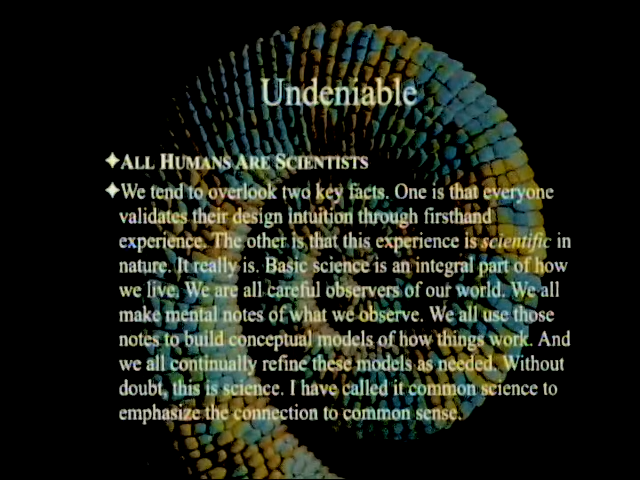 Undeniable
✦ALL HUMANS ARE SCIENTISTS
✦We tend to overlook two key facts. One is that everyone
validates their design intuition through firsthand
experience. The other is that this experience is scientific in
nature. It really is. Basic science is an integral part of how
we live. We are all careful observers of our world. We all
make mental notes of what we observe. We all use those
notes to build conceptual models of how things work. And
we all continually refine these models as needed. Without
doubt, this is science. I have called it common science to
emphasize the connection to common sense.